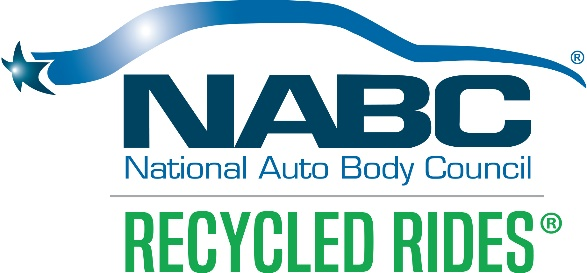 ®
NABC
National Auto Body Council
RECYCLED RIDES®